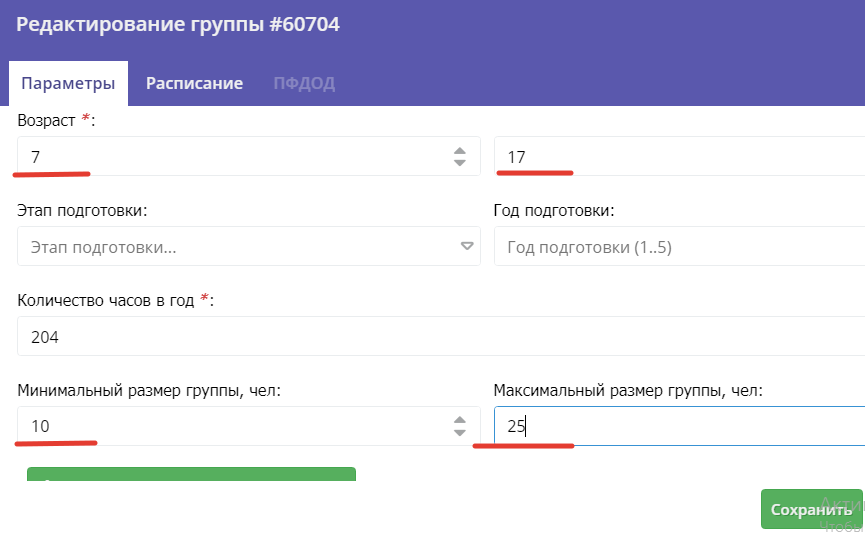 Редактирование группы #60704
Параметры Расписание ПФДОД
Возраст *:
7 17
Этап подготовки: Год подготовки:
Этап подготовки... Год подготовки (1..5)
Количество часов в год *:
204
Минимальный размер группы, чел: Максимальный размер группы, чел:
10 25
Сохранить
Чтобы